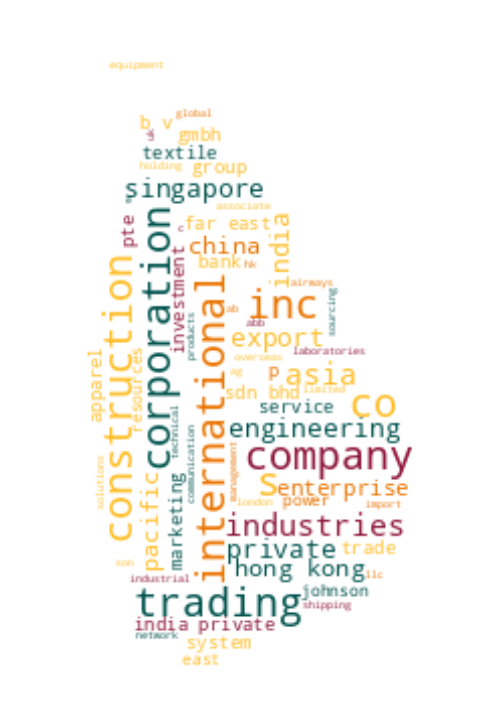 equipment
global
b v
uk
gmbh
textile
holding
group
singapore
associate
pte
far east
c
india
china
corporation
investment
bank
hk
construction
international
airways
inc
sourcing
ab
abb
products
export
laboratories
apparel
resources
overseas
ag
p
asia
sdn bhd
limited
co
service
technical
communication
engineering
company
management
solutions
pacific
marketing
s
enterprise
london
power
import
industries
private
trade
son
hong kong
llc
industrial
trading
johnson
shipping
india private
network
system
east